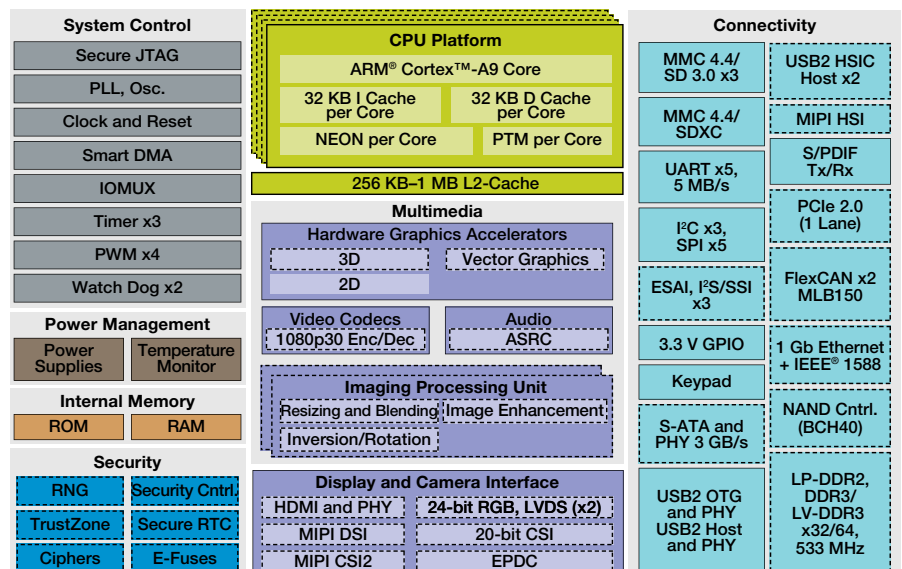 System Control
Secure JTAG
PLL, Osc.
Clock and Reset
Smart DMA
IOMUX
Timer x3
PWM x4
Watch Dog x2
Power Management
Power
Supplies
Temperature
Monitor
Internal Memory
ROM
RAM
Security
RNG
Security Cntrl.
TrustZone
Secure RTC
Ciphers
E-Fuses
CPU Platform
ARM® Cortex™-A9 Core
32 KB I Cache
per Core
32 KB D Cache
per Core
NEON per Core
PTM per Core
256 KB–1 MB L2-Cache
Multimedia
Hardware Graphics Accelerators
3D
Vector Graphics
2D
Video Codecs
1080p30 Enc/Dec
Audio
ASRC
Imaging Processing Unit
Resizing and Blending
Image Enhancement
Inversion/Rotation
Display and Camera Interface
HDMI and PHY
24-bit RGB, LVDS (x2)
MIPI DSI
20-bit CSI
MIPI CSI2
EPDC
Connectivity
MMC 4.4/
SD 3.0 x3
MMC 4.4/
SDXC
UART x5,
5 MB/s
I²C x3,
SPI x5
ESAI, I²S/SSI
x3
3.3 V GPIO
Keypad
S-ATA and
PHY 3 GB/s
USB2 OTG
and PHY
USB2 Host
and PHY
USB2 HSIC
Host x2
MIPI HSI
S/PDIF
Tx/Rx
PCIe 2.0
(1 Lane)
FlexCAN x2
MLB150
1 Gb Ethernet
+ IEEE® 1588
NAND Cntrl.
(BCH40)
LP-DDR2,
DDR3/
LV-DDR3
x32/64,
533 MHz